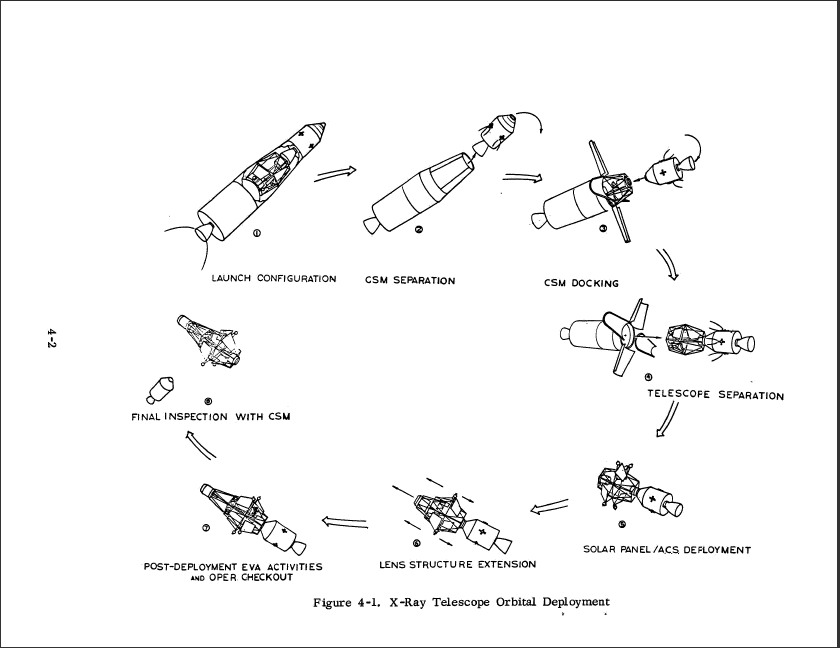 ①
②
③
LAUNCH CONFIGURATION
CSM SEPARATION
CSM DOCKING
4-2
④
TELESCOPE SEPARATION
⑧
FINAL INSPECTION WITH CSM
⑦
⑥
⑤
SOLAR PANEL/A.C.S. DEPLOYMENT
POST-DEPLOYMENT EVA ACTIVITIES
AND OPER CHECKOUT
LENS STRUCTURE EXTENSION
Figure 4-1. X-Ray Telescope Orbital Deployment